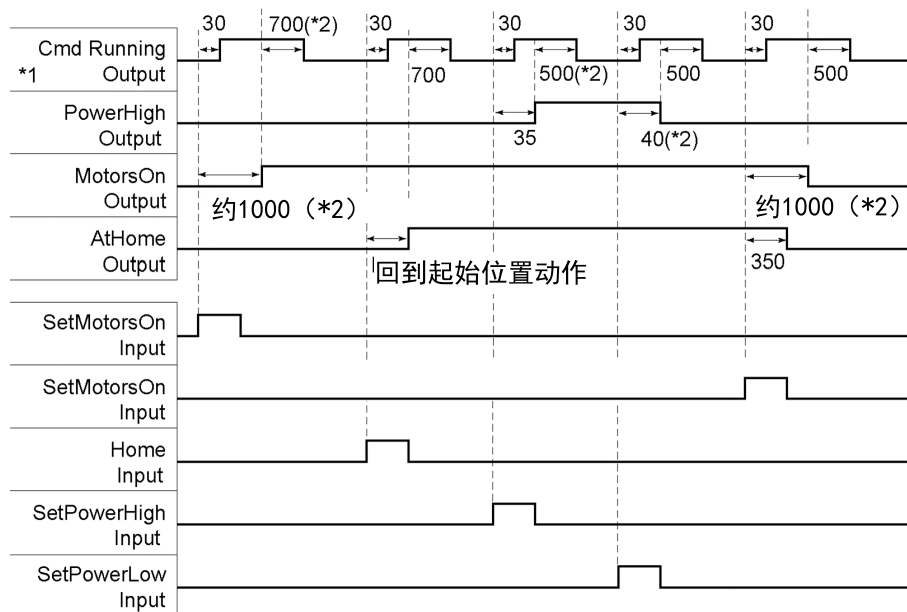 30 700(*2) 30 30 30 30
Cmd Running
*1 Output
700 500(*2) 500 500
PowerHigh
Output
35 40(*2)
MotorsOn
Output
约1000（*2） 约1000（*2）
AtHome
Output
回到起始位置动作 350
SetMotorsOn
Input
SetMotorsOn
Input
Home
Input
SetPowerHigh
Input
SetPowerLow
Input